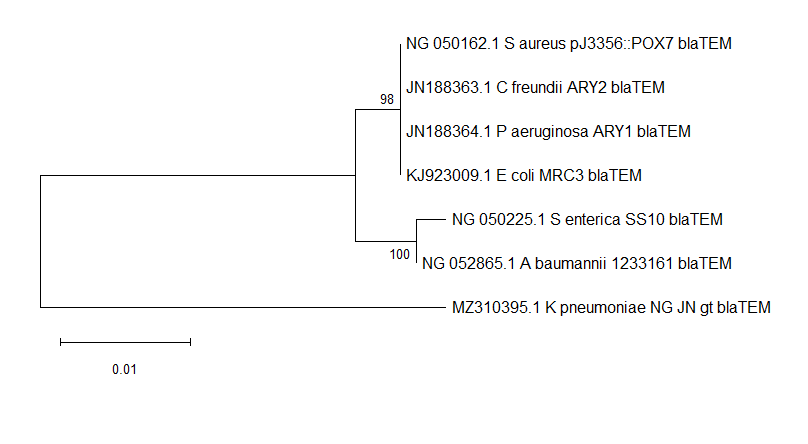 NG 050162.1 S aureus pJ3356::POX7 blaTEM
JN188363.1 C freundii ARY2 blaTEM
98
JN188364.1 P aeruginosa ARY1 blaTEM
KJ923009.1 E coli MRC3 blaTEM
NG 050225.1 S enterica SS10 blaTEM
100
NG 052865.1 A baumannii 1233161 blaTEM
MZ310395.1 K pneumoniae NG JN gt blaTEM
0.01